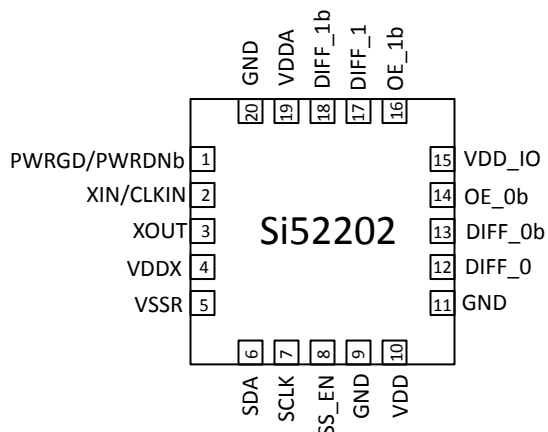 GND
VDDA
DIFF_1b
DIFF_1
OE_1b
20
19
18
17
16
PWRGD/PWRDNb
1
15
VDD_IO
XIN/CLKIN
2
14
OE_0b
XOUT
3
Si52202
13
DIFF_0b
VDDX
4
12
DIFF_0
VSSR
5
11
GND
6
7
8
9
10
SDA
SCLK
SS_EN
GND
VDD